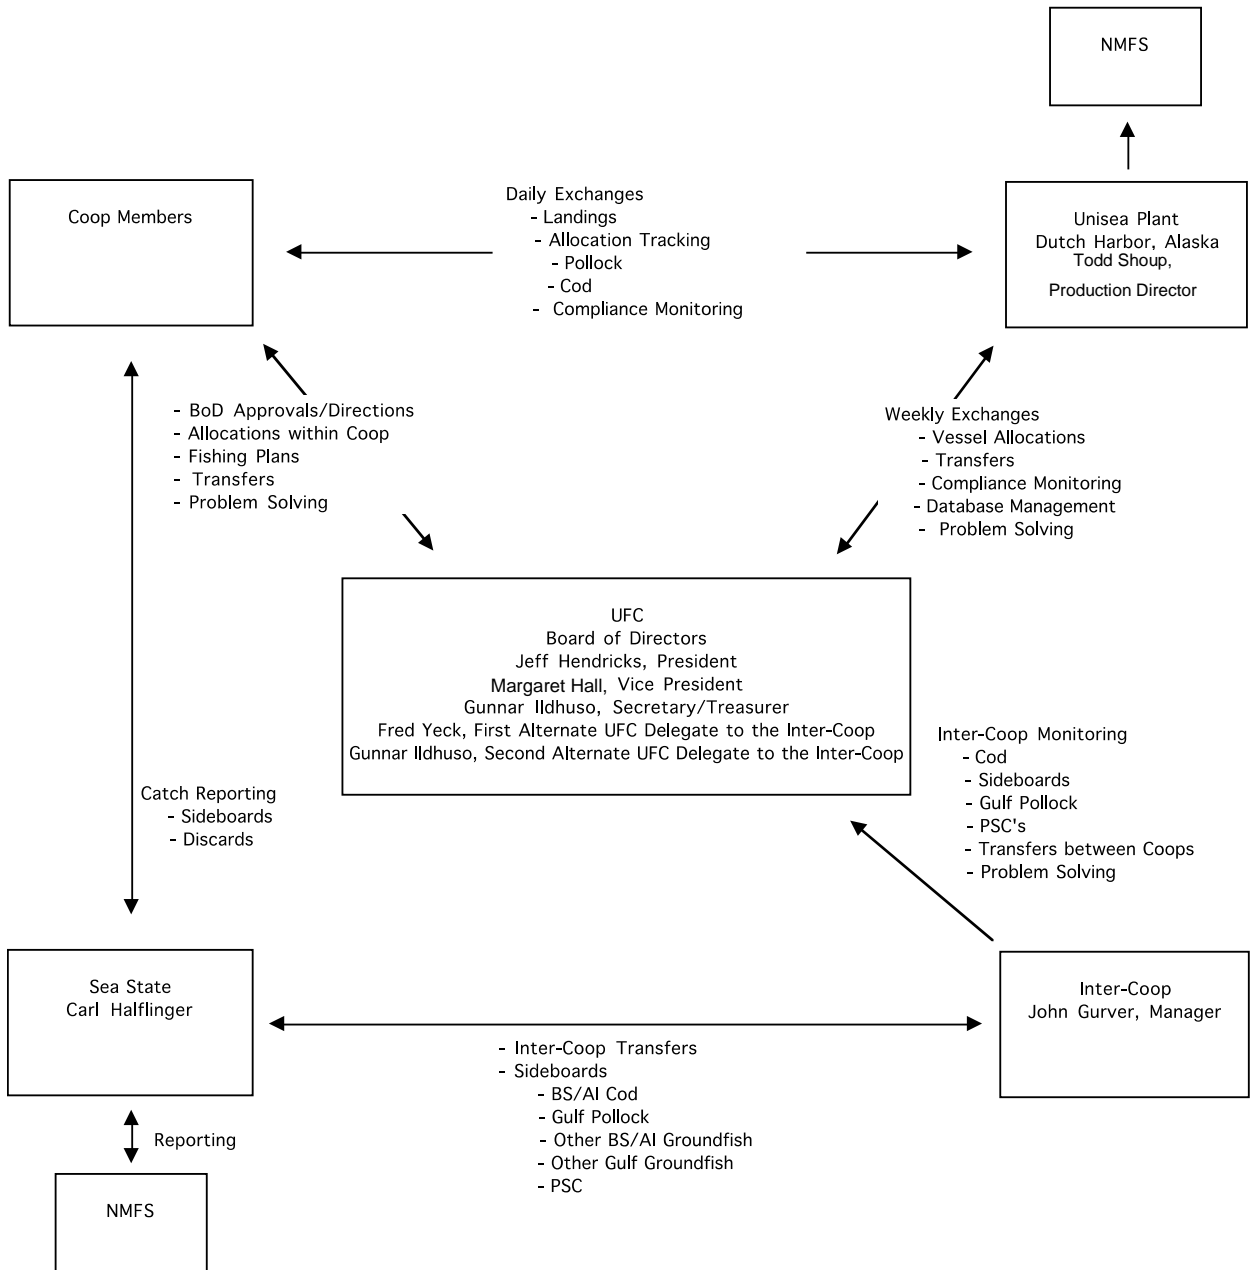 NMFS
Coop Members
Daily Exchanges
- Landings
- Allocation Tracking
- Pollock
- Cod
- Compliance Monitoring
Unisea Plant
Dutch Harbor, Alaska
Todd Shoup,
Production Director
- BoD Approvals/Directions
- Allocations within Coop
- Fishing Plans
- Transfers
- Problem Solving
Weekly Exchanges
- Vessel Allocations
- Transfers
- Compliance Monitoring
- Database Management
- Problem Solving
UFC
Board of Directors
Jeff Hendricks, President
Margaret Hall, Vice President
Gunnar Ildhuso, Secretary/Treasurer
Fred Yeck, First Alternate UFC Delegate to the Inter-Coop
Gunnar Ildhuso, Second Alternate UFC Delegate to the Inter-Coop
Inter-Coop Monitoring
- Cod
- Sideboards
- Gulf Pollock
- PSC's
- Transfers between Coops
- Problem Solving
Catch Reporting
- Sideboards
- Discards
Sea State
Carl Halflinger
Inter-Coop
John Gurver, Manager
- Inter-Coop Transfers
- Sideboards
- BS/AI Cod
- Gulf Pollock
- Other BS/AI Groundfish
- Other Gulf Groundfish
- PSC
Reporting
NMFS